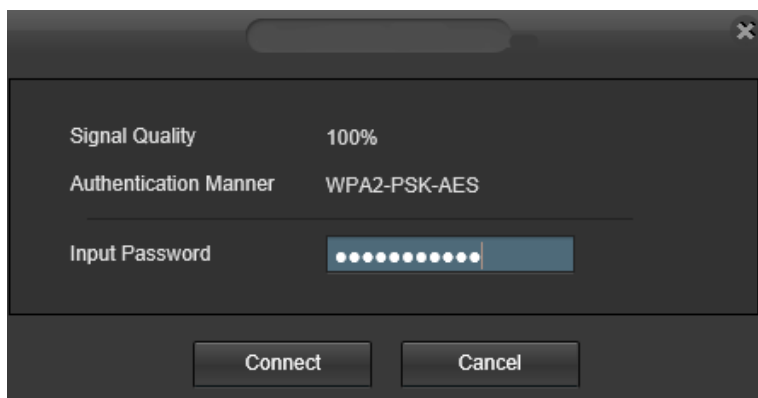 Signal Quality 100%
Authentication Manner WPA2-PSK-AES
Input Password ●●●●●●●●●●●
Connect Cancel